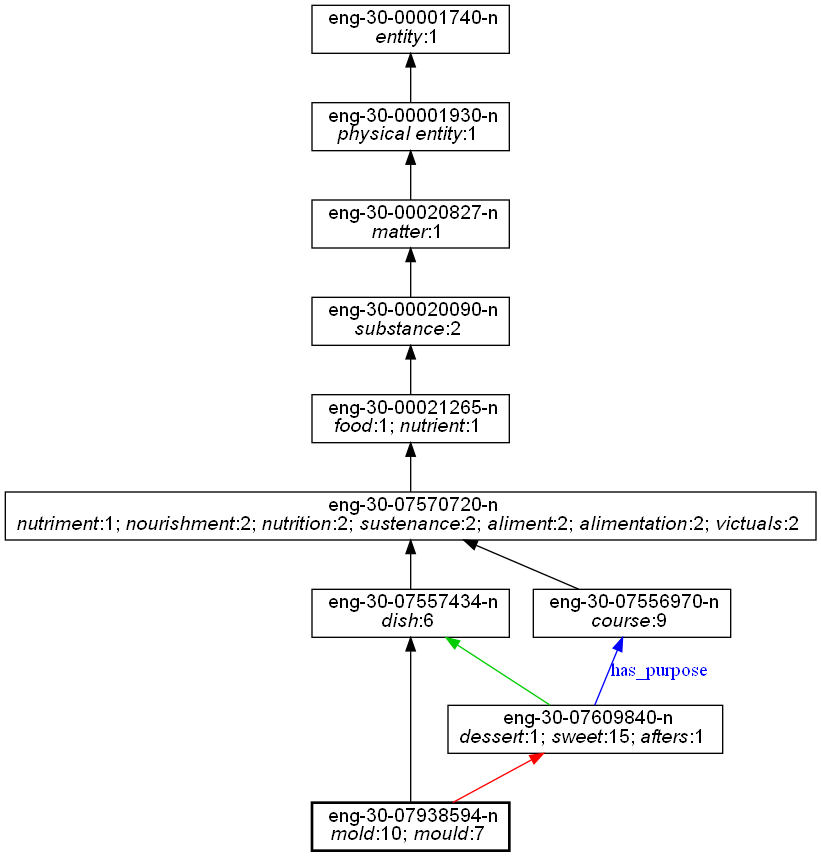 eng-30-00001740-n
entity:1
eng-30-00001930-n
physical entity:1
eng-30-00020827-n
matter:1
eng-30-00020090-n
substance:2
eng-30-00021265-n
food:1; nutrient:1
eng-30-07570720-n
nutriment:1; nourishment:2; nutrition:2; sustenance:2; aliment:2; alimentation:2; victuals:2
eng-30-07557434-n
dish:6
eng-30-07556970-n
course:9
has_purpose
eng-30-07609840-n
dessert:1; sweet:15; afters:1
eng-30-07938594-n
mold:10; mould:7